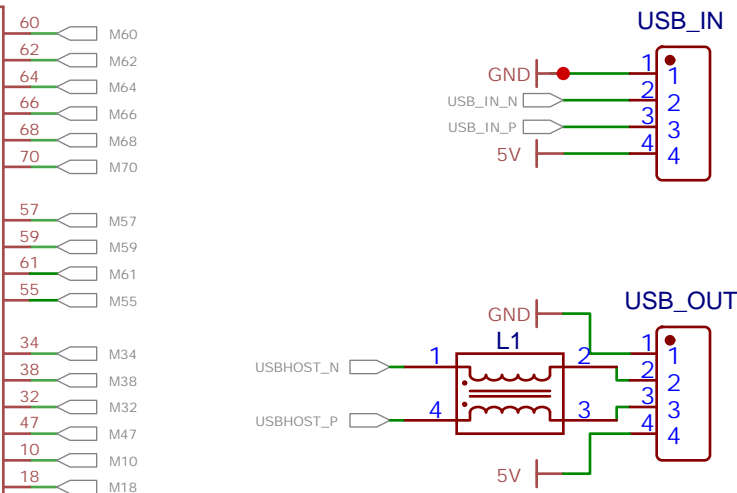 60 M60
62 M62
64 M64
66 M66
68 M68
70 M70
57 M57
59 M59
61 M61
55 M55
34 M34
38 M38
32 M32
47 M47
10 M10
18 M18
USB_IN
GND 1 1
USB_IN_N 2 2
USB_IN_P 3 3
5V 4 4
USB_OUT
GND
L1
1 1
USBHOST_N 1 2 2 2
3 3
USBHOST_P 4 3 4 4
5V